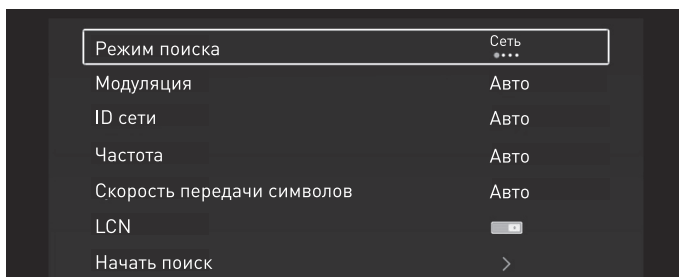 Режим поиска Сеть
Модуляция Авто
ID сети Авто
Частота Авто
Скорость передачи символов Авто
LCN
Начать поиск